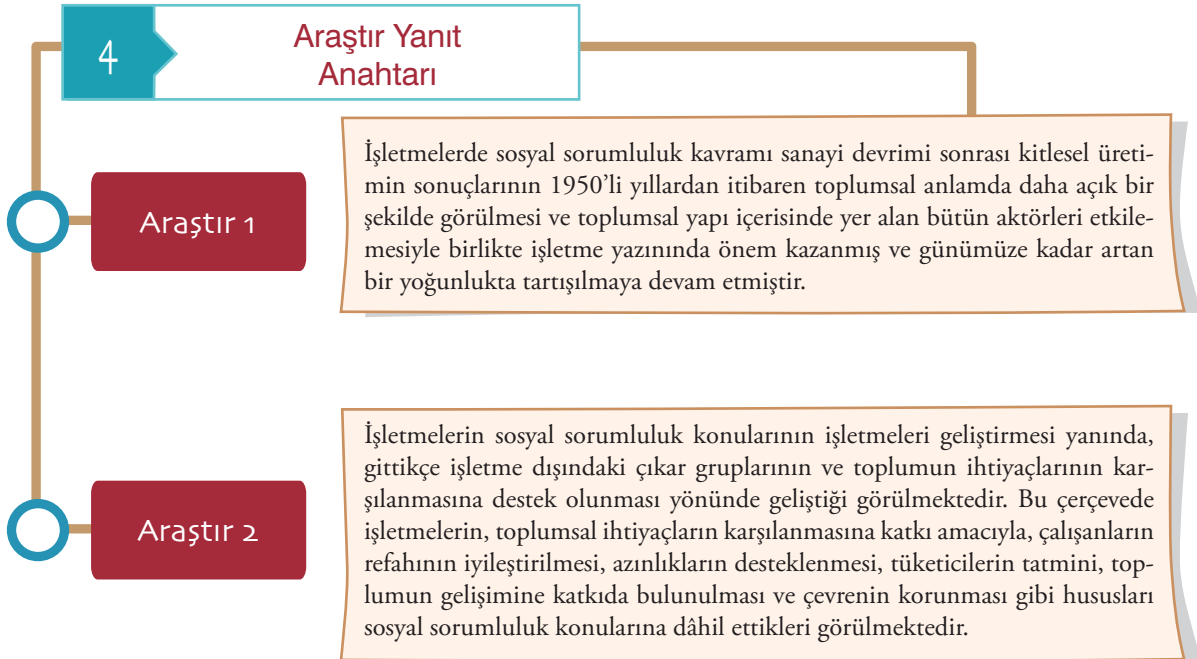 4
Araştır Yanıt
Anahtarı
Araştır 1
İşletmelerde sosyal sorumluluk kavramı sanayi devrimi sonrası kitlesel üreti-
min sonuçlarının 1950'li yıllardan itibaren toplumsal anlamda daha açık bir
şekilde görülmesi ve toplumsal yapı içerisinde yer alan bütün aktörleri etkile-
mesiyle birlikte işletme yazınında önem kazanmış ve günümüze kadar artan
bir yoğunlukta tartışılmaya devam etmiştir.
Araştır 2
İşletmelerin sosyal sorumluluk konularının işletmeleri geliştirmesi yanında,
gittikçe işletme dışındaki çıkar gruplarının ve toplumun ihtiyaçlarının kar-
şılanmasına destek olunması yönünde geliştiği görülmektedir. Bu çerçevede
işletmelerin, toplumsal ihtiyaçların karşılanmasına katkı amacıyla, çalışanların
refahının iyileştirilmesi, azınlıkların desteklenmesi, tüketicilerin tatmini, top-
lumun gelişimine katkıda bulunulması ve çevrenin korunması gibi hususları
sosyal sorumluluk konularına dâhil ettikleri görülmektedir.